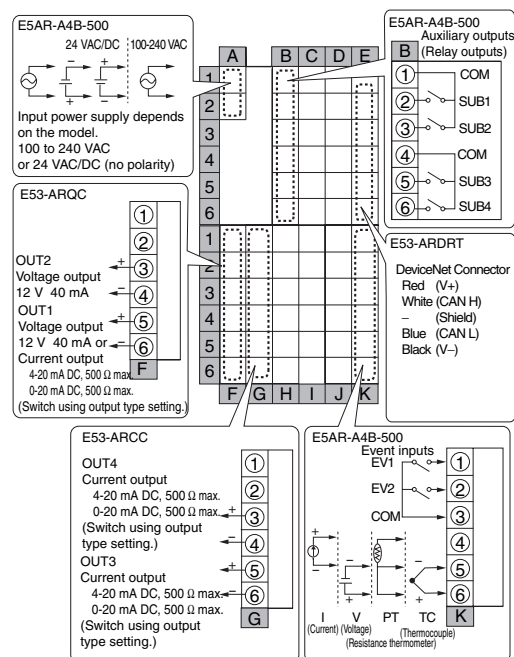 E5AR-A4B-500
24 VAC/DC
100-240 VAC
− +
+ −
Input power supply depends
on the model.
100 to 240 VAC
or 24 VAC/DC (no polarity)
E53-ARQC
1
2
OUT2
Voltage output
12 V 40 mA
+ 3
− 4
OUT1
Voltage output
12 V 40 mA or
Current output
+ 5
− 6
4-20 mA DC, 500 Ω max.
0-20 mA DC, 500 Ω max.
F
(Switch using output type setting.)
A B C D E
1
2
3
4
5
6
1
2
3
4
5
6
F G H I J K
E5AR-A4B-500
Auxiliary outputs
(Relay outputs)
B
1 COM
2 SUB1
3 SUB2
4 COM
5 SUB3
6 SUB4
E53-ARDRT
DeviceNet Connector
Red (V+)
White (CAN H)
– (Shield)
Blue (CAN L)
Black (V–)
E53-ARCC
OUT4
Current output
4-20 mA DC, 500 Ω max.
0-20 mA DC, 500 Ω max.
(Switch using output
type setting.)
OUT3
Current output
4-20 mA DC, 500 Ω max.
0-20 mA DC, 500 Ω max.
(Switch using output
type setting.)
1
2
+ 3
− 4
+ 5
− 6
G
E5AR-A4B-500
Event inputs
EV1 1
EV2 2
COM 3
4
5
6
+ −
− +
− +
I V PT TC K
(Current) (Voltage)
(Thermocouple)
(Resistance thermometer)